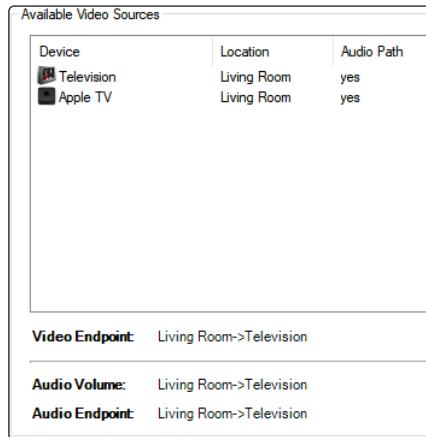 Available Video Sources
Device Location Audio Path
Television Living Room yes
Apple TV Living Room yes
Video Endpoint: Living Room->Television
Audio Volume: Living Room->Television
Audio Endpoint: Living Room->Television